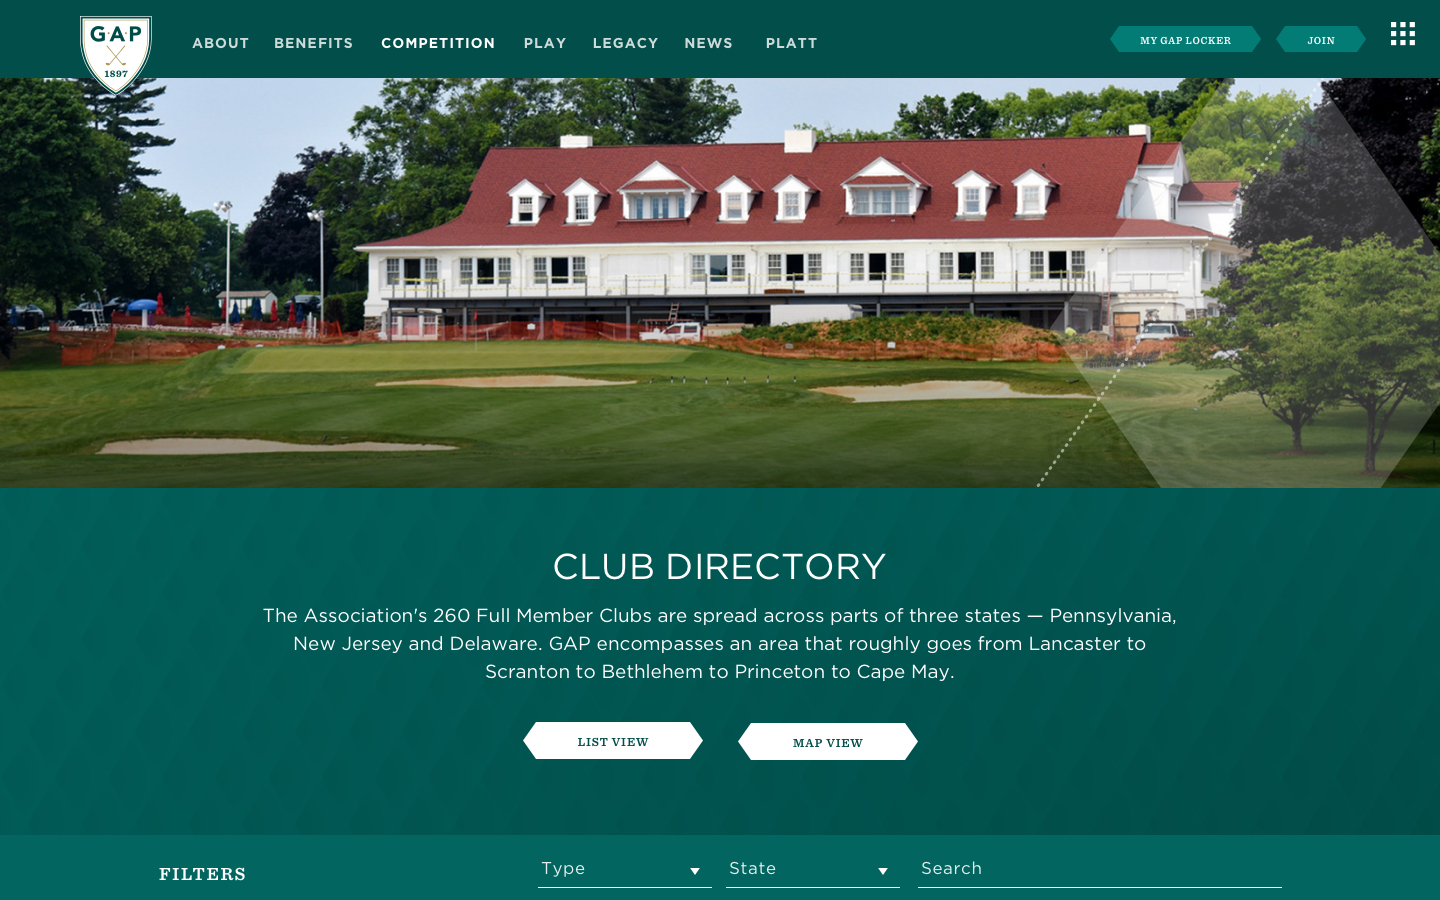 GAP
1897
ABOUT BENEFITS COMPETITION PLAY LEGACY NEWS PLATT
MY GAP LOCKER JOIN
CLUB DIRECTORY
The Association's 260 Full Member Clubs are spread across parts of three states — Pennsylvania,
New Jersey and Delaware. GAP encompasses an area that roughly goes from Lancaster to
Scranton to Bethlehem to Princeton to Cape May.
LIST VIEW MAP VIEW
FILTERS Type State Search